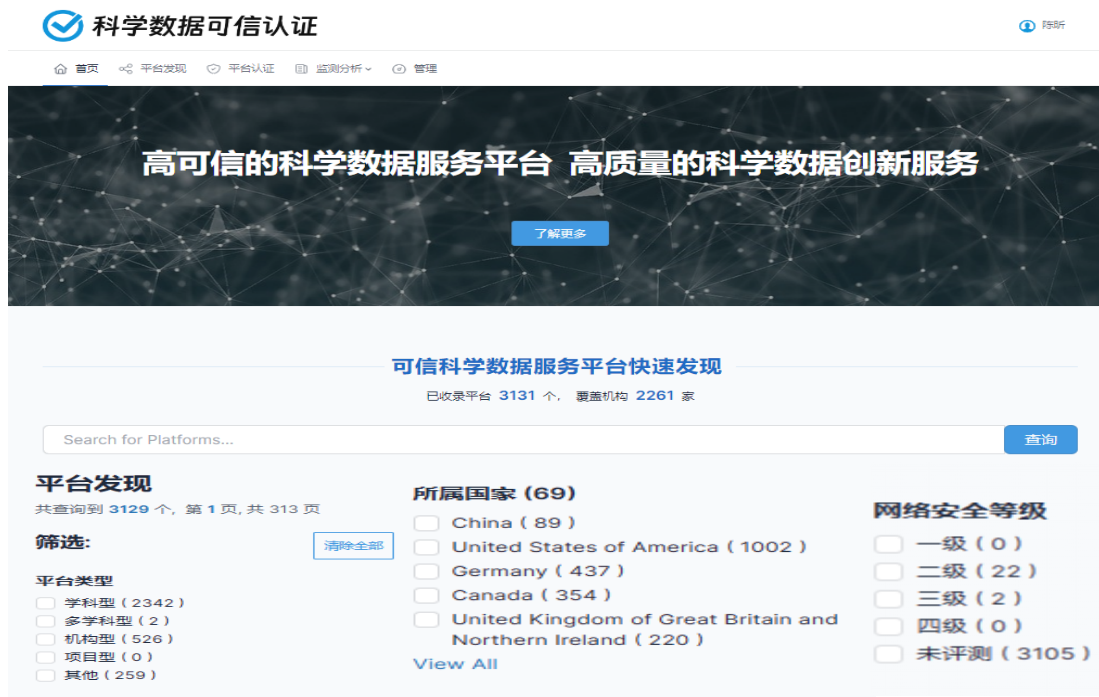 科学数据可信认证
陈昕
首页 平台发现 平台认证 监测分析 管理
高可信的科学数据服务平台 高质量的科学数据创新服务
了解更多
可信科学数据服务平台快速发现
已收录平台 3131 个, 覆盖机构 2261 家
Search for Platforms...
查询
平台发现
共查询到 3129 个, 第 1 页, 共 313 页
筛选:
清除全部
平台类型
学科型 ( 2342 )
多学科型 ( 2 )
机构型 ( 526 )
项目型 ( 0 )
其他 ( 259 )
所属国家 (69)
China ( 89 )
United States of America ( 1002 )
Germany ( 437 )
Canada ( 354 )
United Kingdom of Great Britain and
Northern Ireland ( 220 )
View All
网络安全等级
一级 ( 0 )
二级 ( 22 )
三级 ( 2 )
四级 ( 0 )
未评测 ( 3105 )